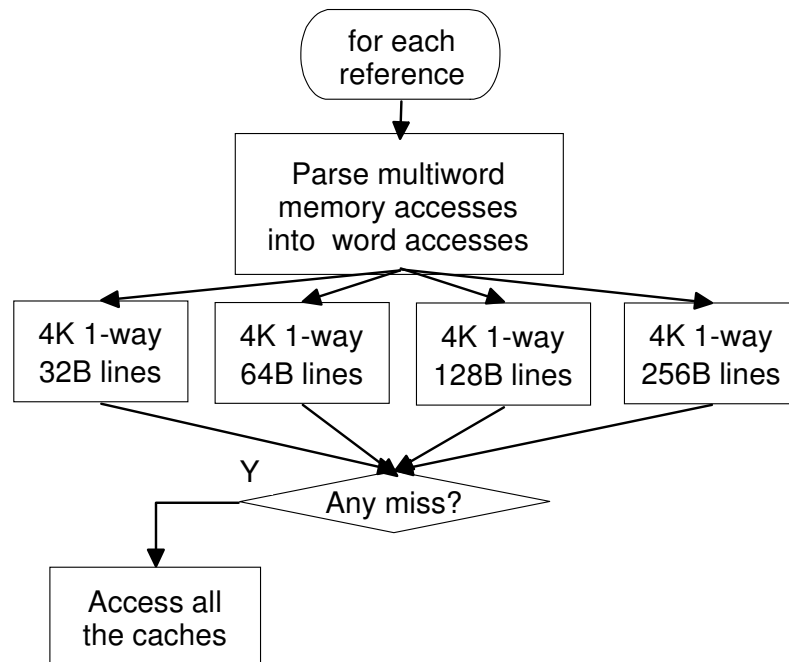 for each
reference
Parse multiword
memory accesses
into word accesses
4K 1-way
32B lines
4K 1-way
64B lines
4K 1-way
128B lines
4K 1-way
256B lines
Y
Any miss?
Access all
the caches